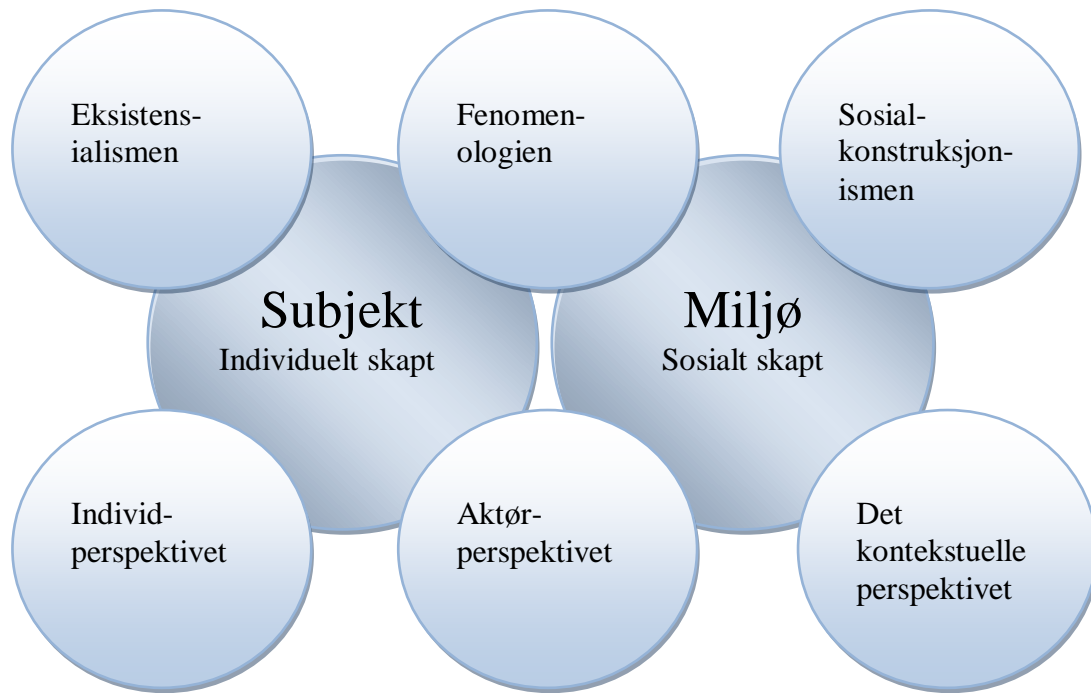 Eksistens-
ialismen
Fenomen-
ologien
Sosial-
konstruksjon-
ismen
Subjekt
Individuelt skapt
Miljø
Sosialt skapt
Individ-
perspektivet
Aktør-
perspektivet
Det
kontekstuelle
perspektivet